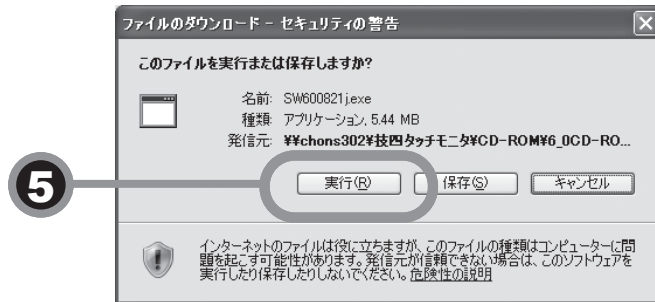 ファイルのダウンロード - セキュリティの警告
このファイルを実行または保存しますか?
名前: SW600821j.exe
種類: アプリケーション, 5.44 MB
発信元: ¥¥chons302¥技四タッチモニタ¥CD-ROM¥6_0CD-RO...
5
実行(R) 保存(S) キャンセル
インターネットのファイルは役に立ちますが、このファイルの種類はコンピューターに問
題を起こす可能性があります。発信元が信頼できない場合は、このソフトウェアを
実行したり保存したりしないでください。危険性の説明